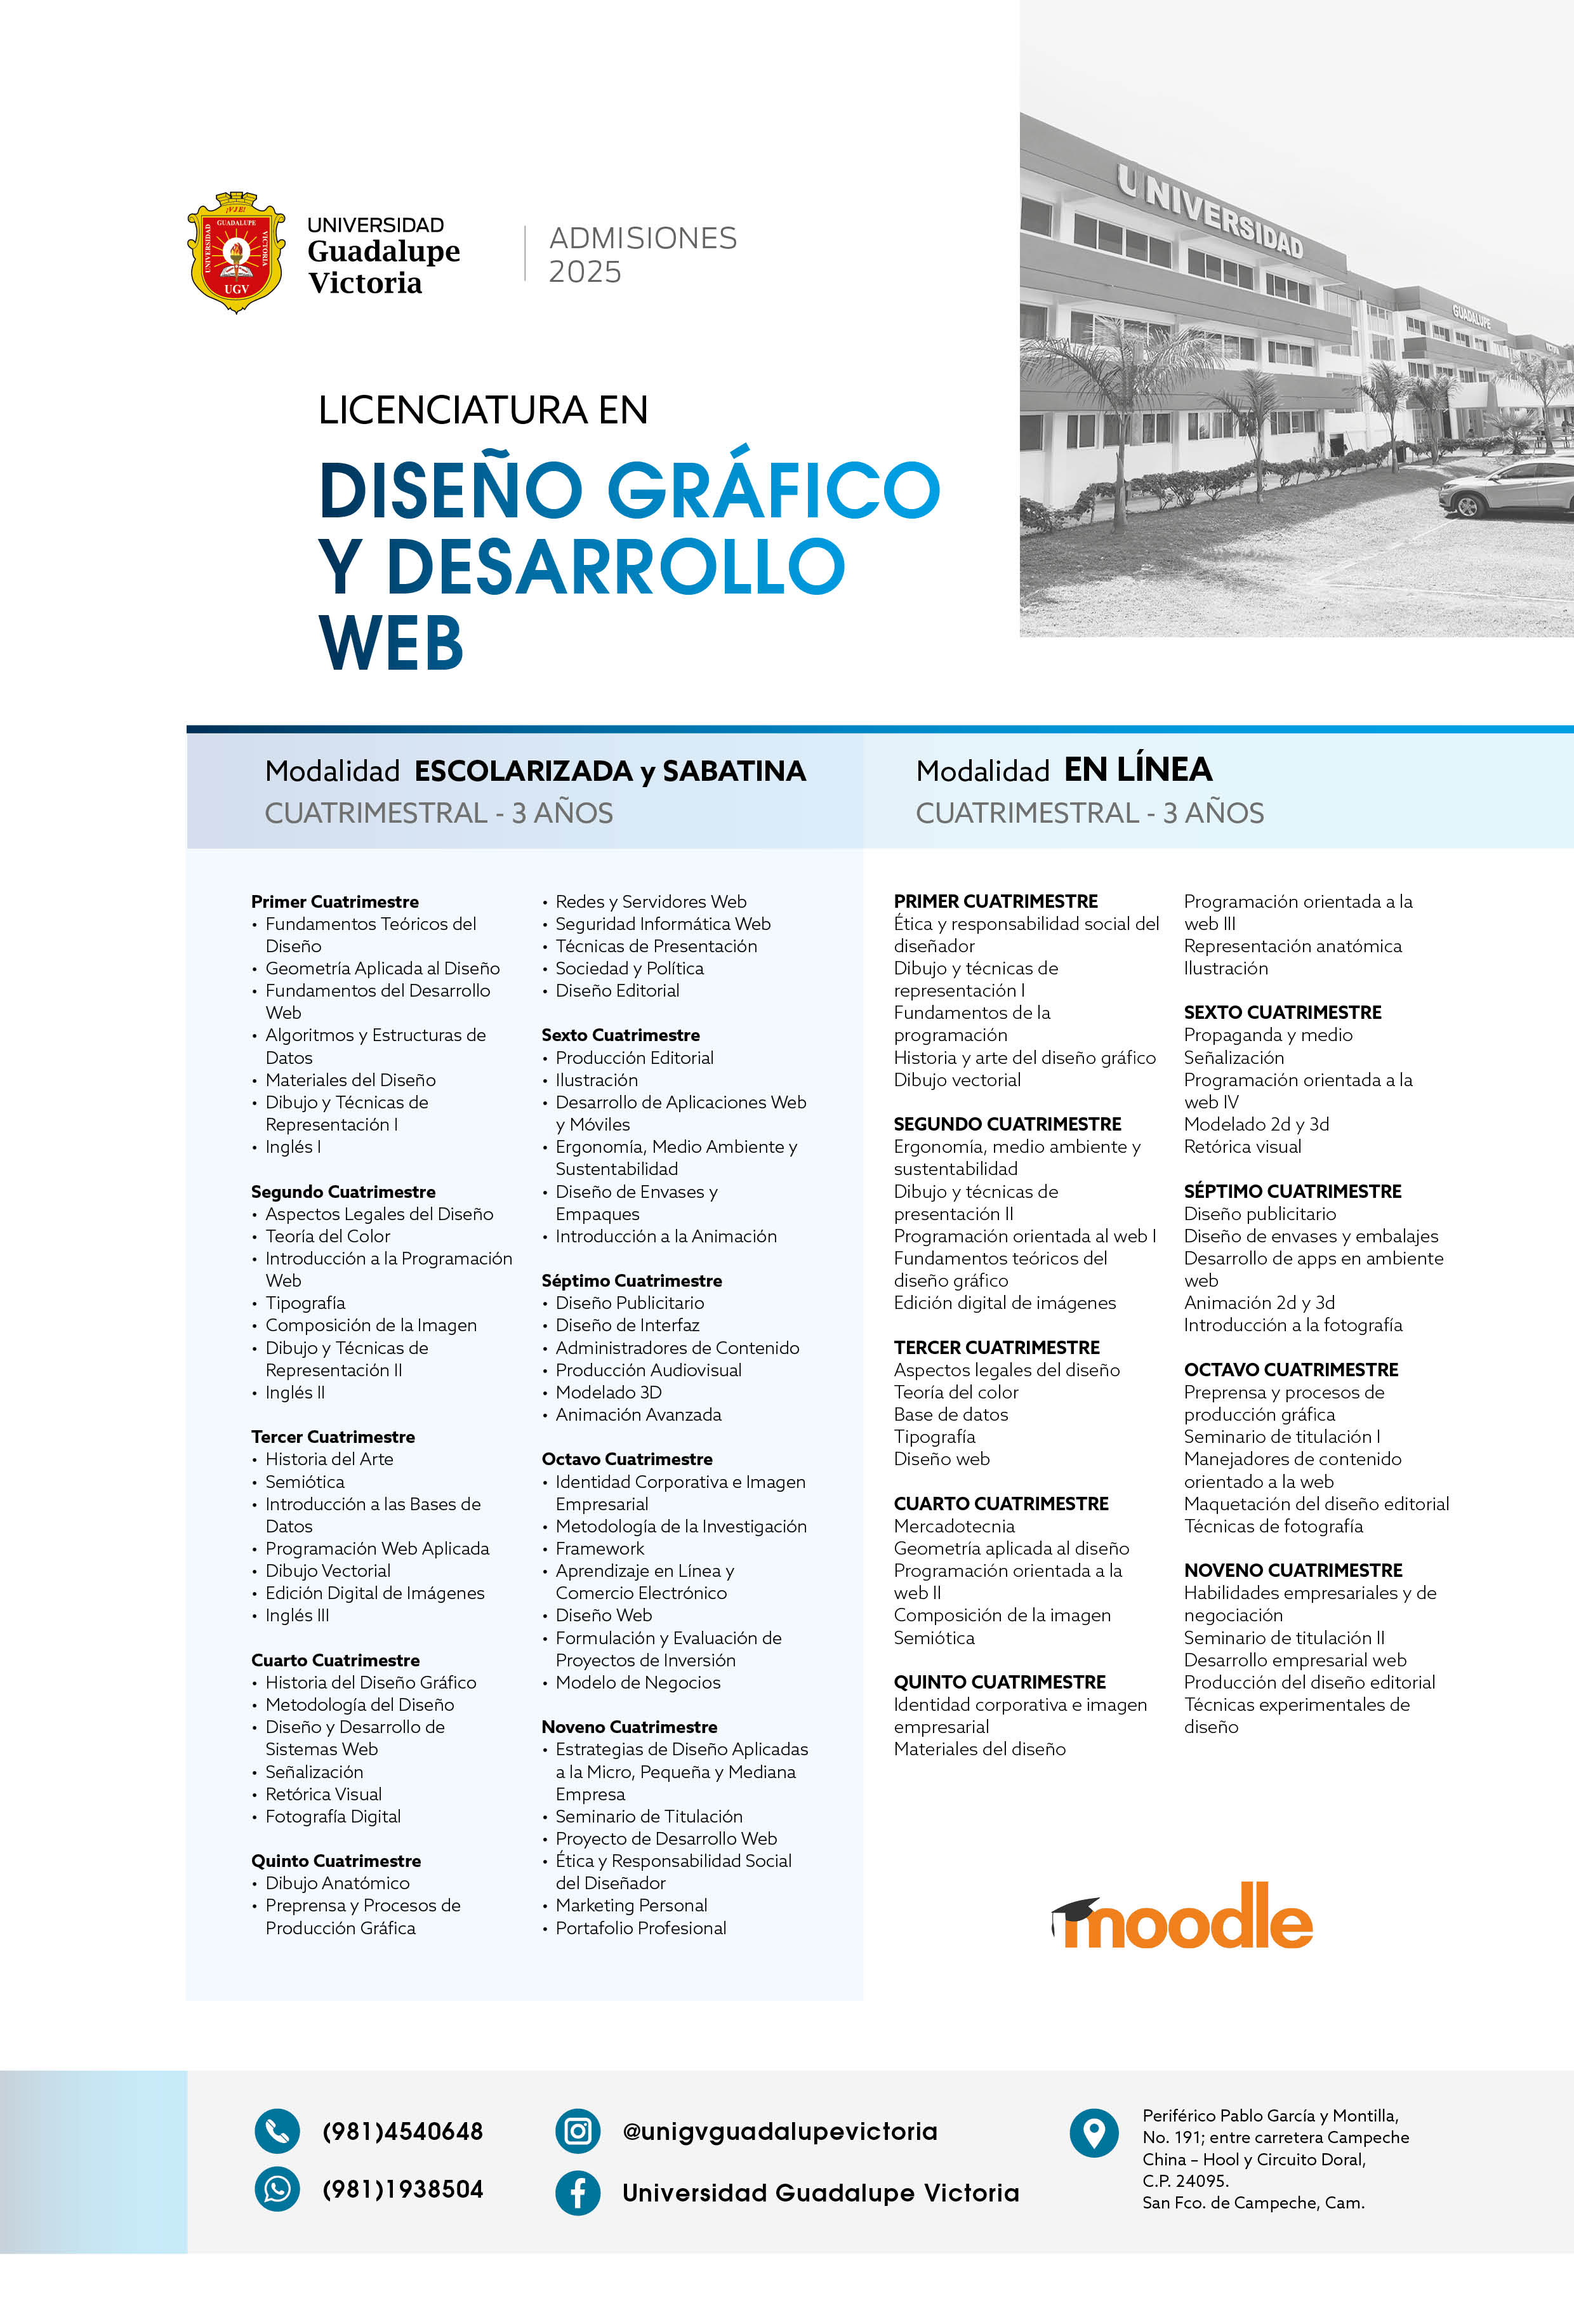 ¡VIE!
GUADALUPE
UNIVERSIDAD
VICTORIA
UGV
UNIVERSIDAD
Guadalupe
Victoria
ADMISIONES
2025
UNIVERSIDAD
GUADALUPE
LICENCIATURA EN
DISEÑO GRÁFICO
Y DESARROLLO
WEB
Modalidad ESCOLARIZADA y SABATINA
CUATRIMESTRAL - 3 AÑOS
Primer Cuatrimestre
• Fundamentos Teóricos del
Diseño
• Geometría Aplicada al Diseño
• Fundamentos del Desarrollo
Web
• Algoritmos y Estructuras de
Datos
• Materiales del Diseño
• Dibujo y Técnicas de
Representación I
• Inglés I
Segundo Cuatrimestre
• Aspectos Legales del Diseño
• Teoría del Color
• Introducción a la Programación
Web
• Tipografía
• Composición de la Imagen
• Dibujo y Técnicas de
Representación II
• Inglés II
Tercer Cuatrimestre
• Historia del Arte
• Semiótica
• Introducción a las Bases de
Datos
• Programación Web Aplicada
• Dibujo Vectorial
• Edición Digital de Imágenes
• Inglés III
Cuarto Cuatrimestre
• Historia del Diseño Gráfico
• Metodología del Diseño
• Diseño y Desarrollo de
Sistemas Web
• Señalización
• Retórica Visual
• Fotografía Digital
Quinto Cuatrimestre
• Dibujo Anatómico
• Preprensa y Procesos de
Producción Gráfica
• Redes y Servidores Web
• Seguridad Informática Web
• Técnicas de Presentación
• Sociedad y Política
• Diseño Editorial
Sexto Cuatrimestre
• Producción Editorial
• Ilustración
• Desarrollo de Aplicaciones Web
y Móviles
• Ergonomía, Medio Ambiente y
Sustentabilidad
• Diseño de Envases y
Empaques
• Introducción a la Animación
Séptimo Cuatrimestre
• Diseño Publicitario
• Diseño de Interfaz
• Administradores de Contenido
• Producción Audiovisual
• Modelado 3D
• Animación Avanzada
Octavo Cuatrimestre
• Identidad Corporativa e Imagen
Empresarial
• Metodología de la Investigación
• Framework
• Aprendizaje en Línea y
Comercio Electrónico
• Diseño Web
• Formulación y Evaluación de
Proyectos de Inversión
• Modelo de Negocios
Noveno Cuatrimestre
• Estrategias de Diseño Aplicadas
a la Micro, Pequeña y Mediana
Empresa
• Seminario de Titulación
• Proyecto de Desarrollo Web
• Ética y Responsabilidad Social
del Diseñador
• Marketing Personal
• Portafolio Profesional
Modalidad EN LÍNEA
CUATRIMESTRAL - 3 AÑOS
PRIMER CUATRIMESTRE
Ética y responsabilidad social del
diseñador
Dibujo y técnicas de
representación I
Fundamentos de la
programación
Historia y arte del diseño gráfico
Dibujo vectorial
SEGUNDO CUATRIMESTRE
Ergonomía, medio ambiente y
sustentabilidad
Dibujo y técnicas de
presentación II
Programación orientada al web I
Fundamentos teóricos del
diseño gráfico
Edición digital de imágenes
TERCER CUATRIMESTRE
Aspectos legales del diseño
Teoría del color
Base de datos
Tipografía
Diseño web
CUARTO CUATRIMESTRE
Mercadotecnia
Geometría aplicada al diseño
Programación orientada a la
web II
Composición de la imagen
Semiótica
QUINTO CUATRIMESTRE
Identidad corporativa e imagen
empresarial
Materiales del diseño
Programación orientada a la
web III
Representación anatómica
Ilustración
SEXTO CUATRIMESTRE
Propaganda y medio
Señalización
Programación orientada a la
web IV
Modelado 2d y 3d
Retórica visual
SÉPTIMO CUATRIMESTRE
Diseño publicitario
Diseño de envases y embalajes
Desarrollo de apps en ambiente
web
Animación 2d y 3d
Introducción a la fotografía
OCTAVO CUATRIMESTRE
Preprensa y procesos de
producción gráfica
Seminario de titulación I
Manejadores de contenido
orientado a la web
Maquetación del diseño editorial
Técnicas de fotografía
NOVENO CUATRIMESTRE
Habilidades empresariales y de
negociación
Seminario de titulación II
Desarrollo empresarial web
Producción del diseño editorial
Técnicas experimentales de
diseño
moodle
(981)4540648
(981)1938504
@unigvguadalupevictoria
Universidad Guadalupe Victoria
Periférico Pablo García y Montilla,
No. 191; entre carretera Campeche
China – Hool y Circuito Doral,
C.P. 24095.
San Fco. de Campeche, Cam.